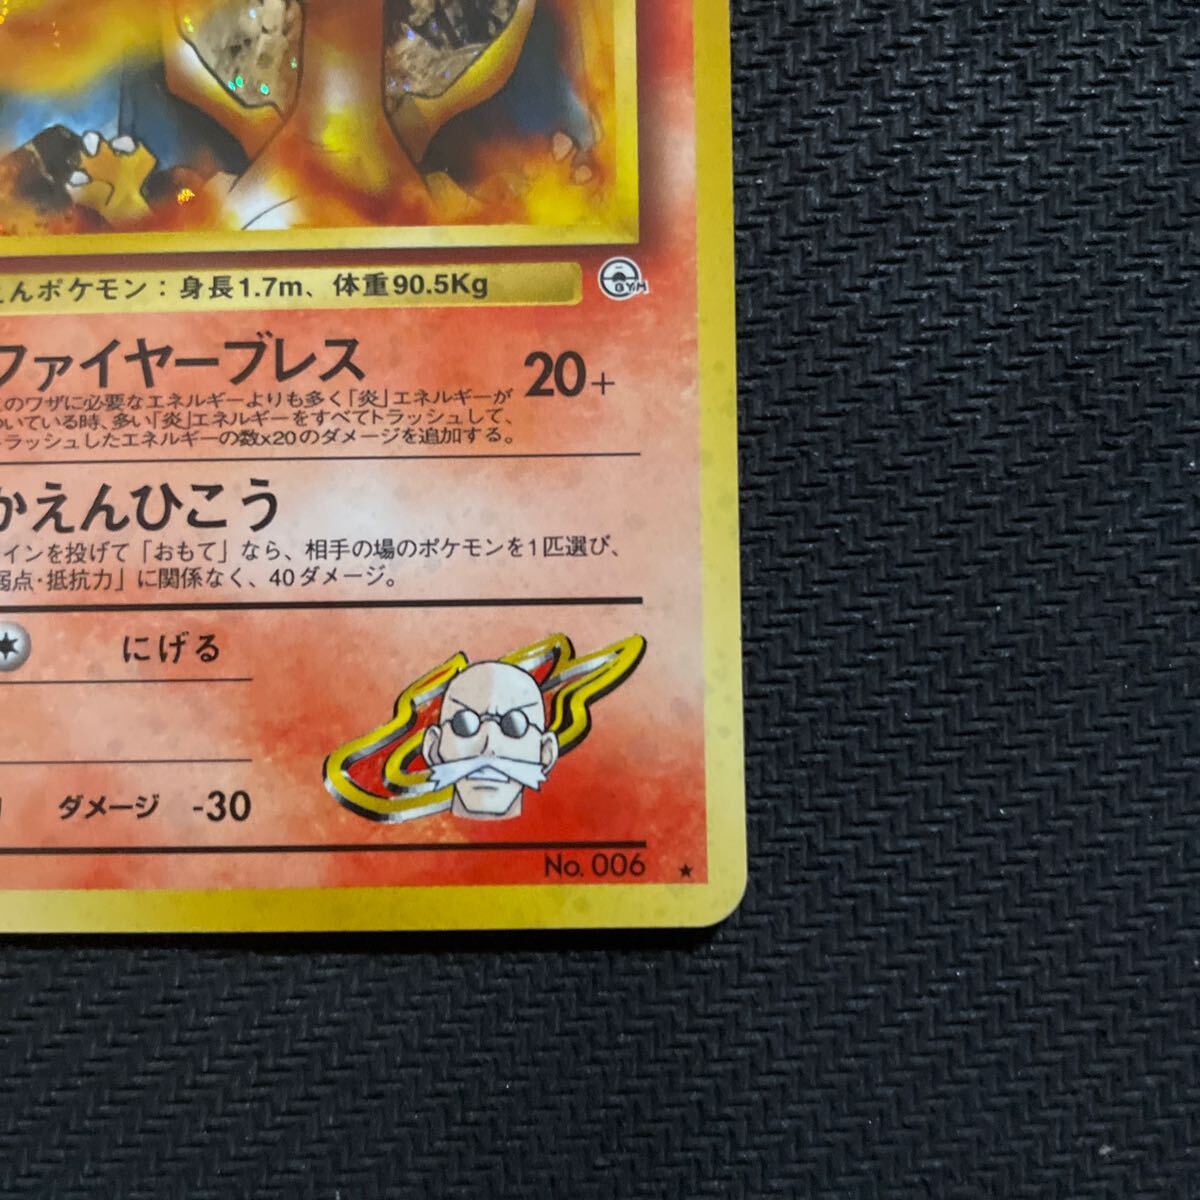 えんポケモン：身長1.7m、体重90.5Kg
GYM
ファイヤーブレス 20+
このワザに必要なエネルギーよりも多く「炎」エネルギーが
ついている時、多い「炎」エネルギーをすべてトラッシュして、
トラッシュしたエネルギーの数x20のダメージを追加する。
かえんひこう
インを投げて「おもて」なら、相手の場のポケモンを1匹選び、
弱点・抵抗力」に関係なく、40ダメージ。
にげる
ダメージ -30
No. 006 ★